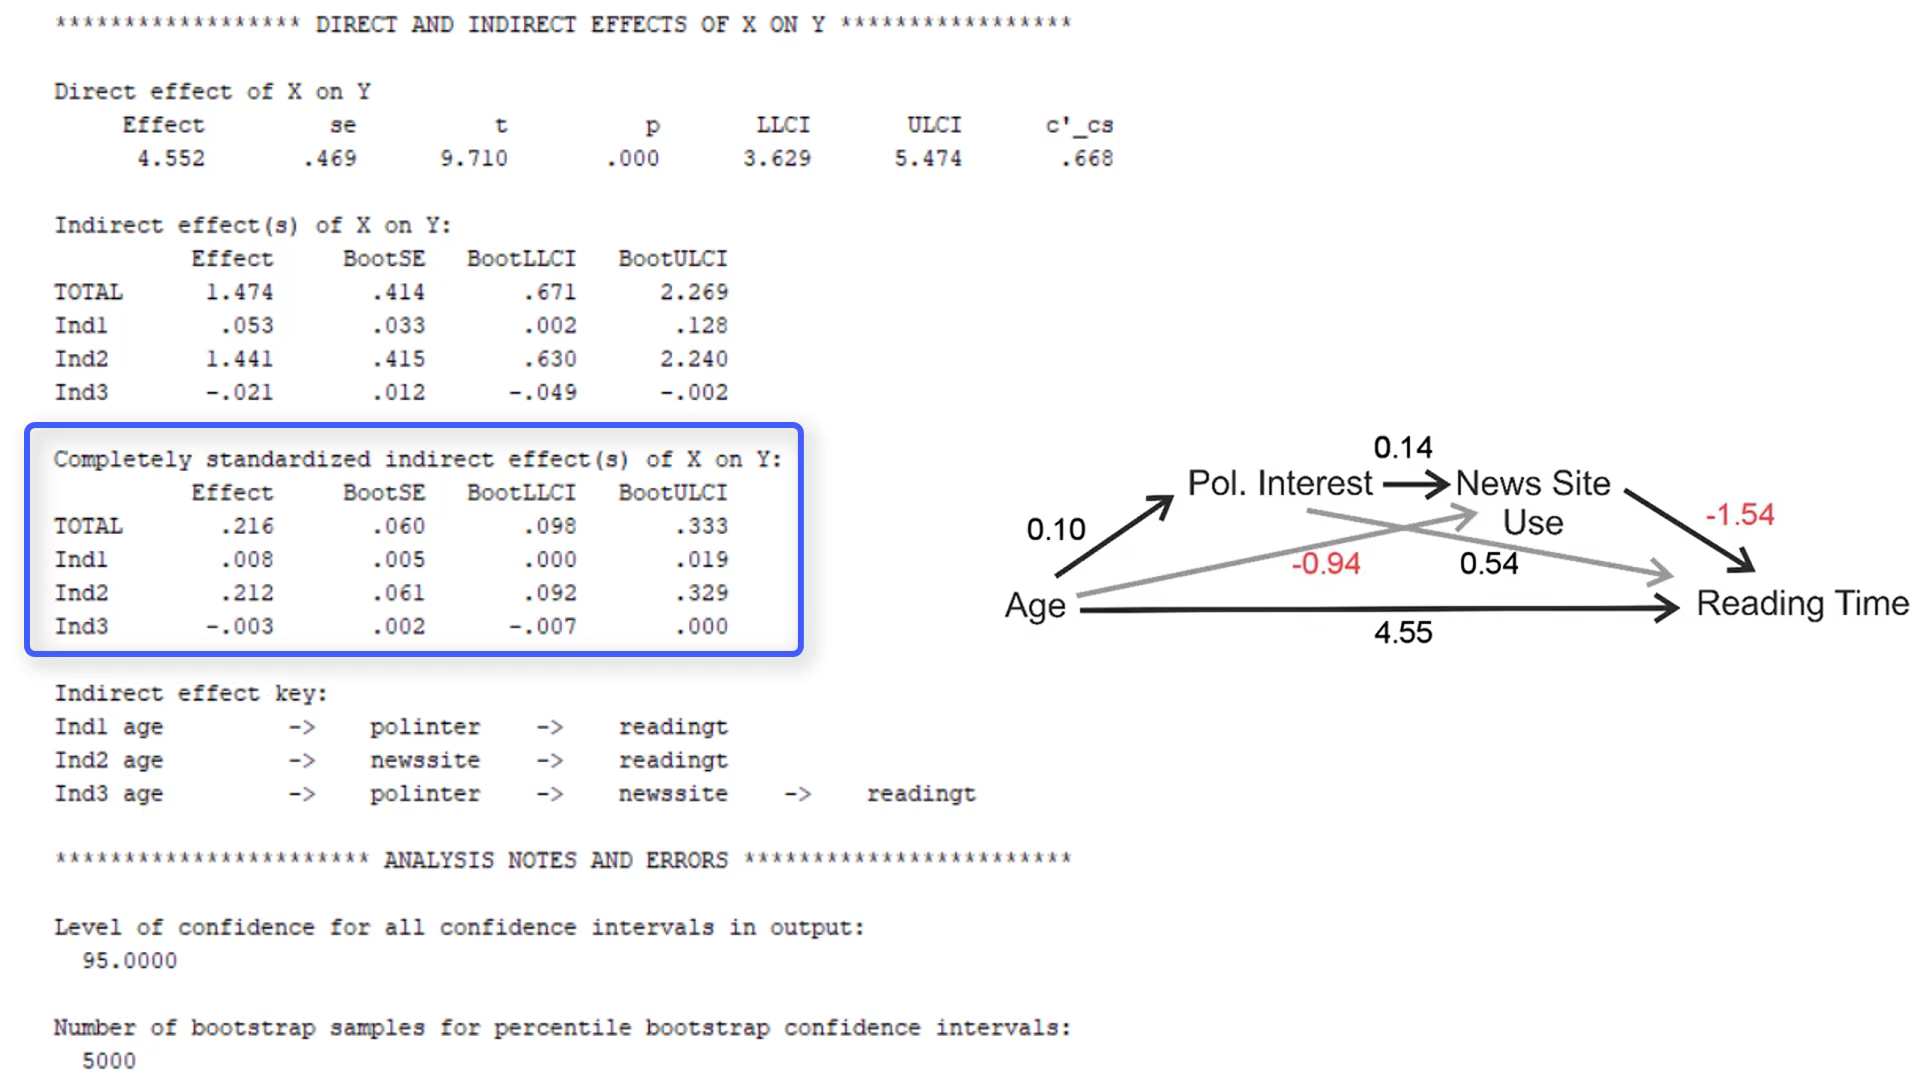 ****************** DIRECT AND INDIRECT EFFECTS OF X ON Y *****************
Direct effect of X on Y
Effect se t p LLCI ULCI c'_cs
4.552 .469 9.710 .000 3.629 5.474 .668
Indirect effect(s) of X on Y:
Effect BootSE BootLLCI BootULCI
TOTAL 1.474 .414 .671 2.269
Ind1 .053 .033 .002 .128
Ind2 1.441 .415 .630 2.240
Ind3 -.021 .012 -.049 -.002
Completely standardized indirect effect(s) of X on Y:
Effect BootSE BootLLCI BootULCI
TOTAL .216 .060 .098 .333
Ind1 .008 .005 .000 .019
Ind2 .212 .061 .092 .329
Ind3 -.003 .002 -.007 .000
Indirect effect key:
Ind1 age -> polinter -> readingt
Ind2 age -> newssite -> readingt
Ind3 age -> polinter -> newssite -> readingt
*********************** ANALYSIS NOTES AND ERRORS ************************
Level of confidence for all confidence intervals in output:
95.0000
Number of bootstrap samples for percentile bootstrap confidence intervals:
5000
0.14
Pol. Interest
News Site
Use
0.10
-1.54
-0.94
0.54
Age
Reading Time
4.55